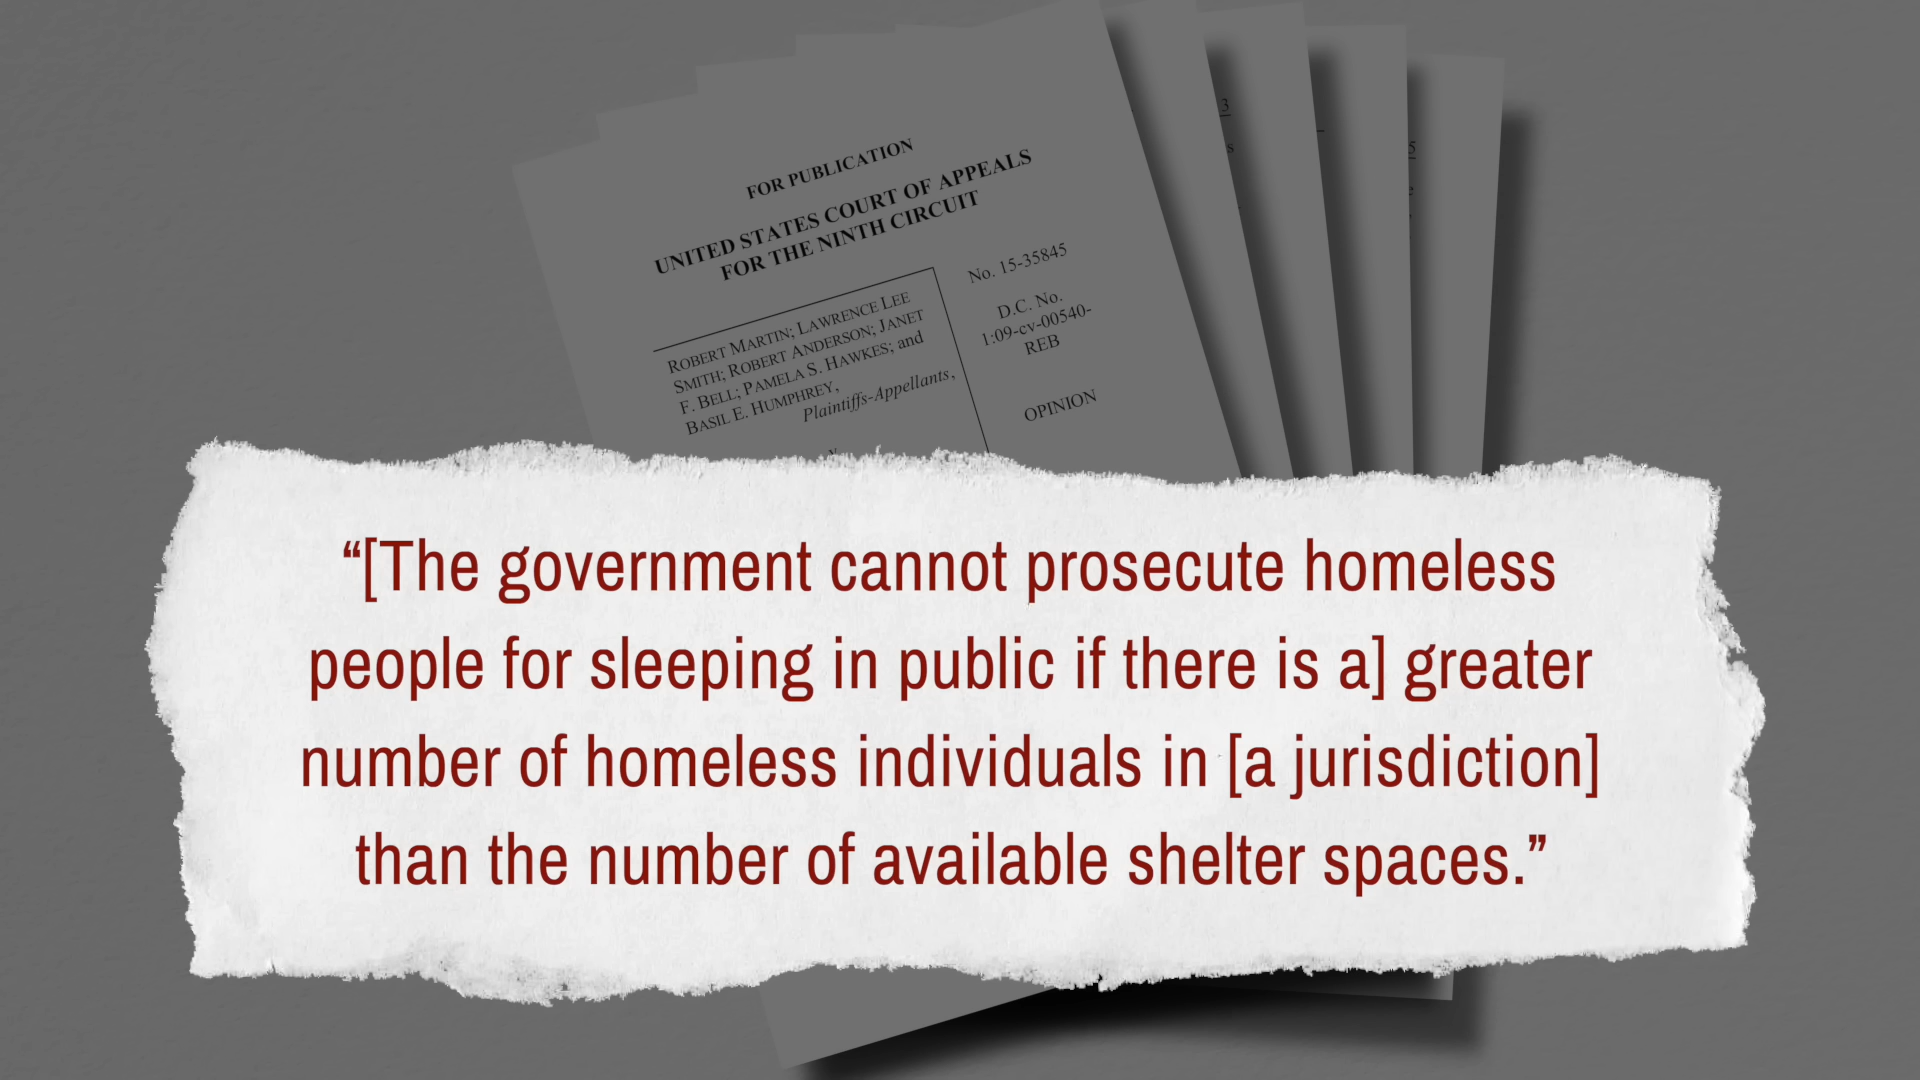 FOR PUBLICATION
UNITED STATES COURT OF APPEALS
FOR THE NINTH CIRCUIT
ROBERT MARTIN; LAWRENCE LEE
SMITH; ROBERT ANDERSON; JANET
F. BELL; PAMELA S. HAWKES; and
BASIL E. HUMPHREY,
Plaintiffs-Appellants,
No. 15-35845
D.C. No.
1:09-cv-00540-
REB
OPINION
3
s
5
e
“[The government cannot prosecute homeless
people for sleeping in public if there is a] greater
number of homeless individuals in [a jurisdiction]
than the number of available shelter spaces.”